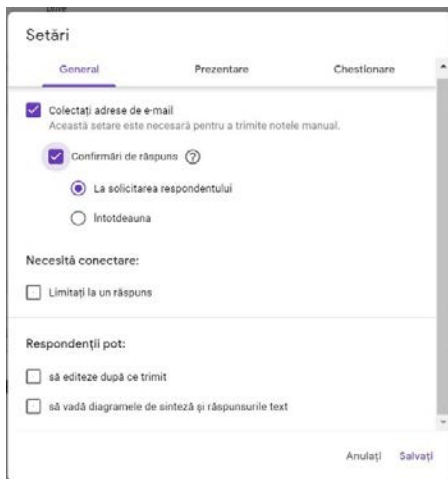 Setări
General Prezentare Chestionare
Colectați adrese de e-mail
Această setare este necesară pentru a trimite notele manual.
Confirmări de răspuns ?
La solicitarea respondentului
Întotdeauna
Necesită conectare:
Limitați la un răspuns
Respondenții pot:
să editeze după ce trimit
să vadă diagramele de sinteză și răspunsurile text
Anulați Salvați